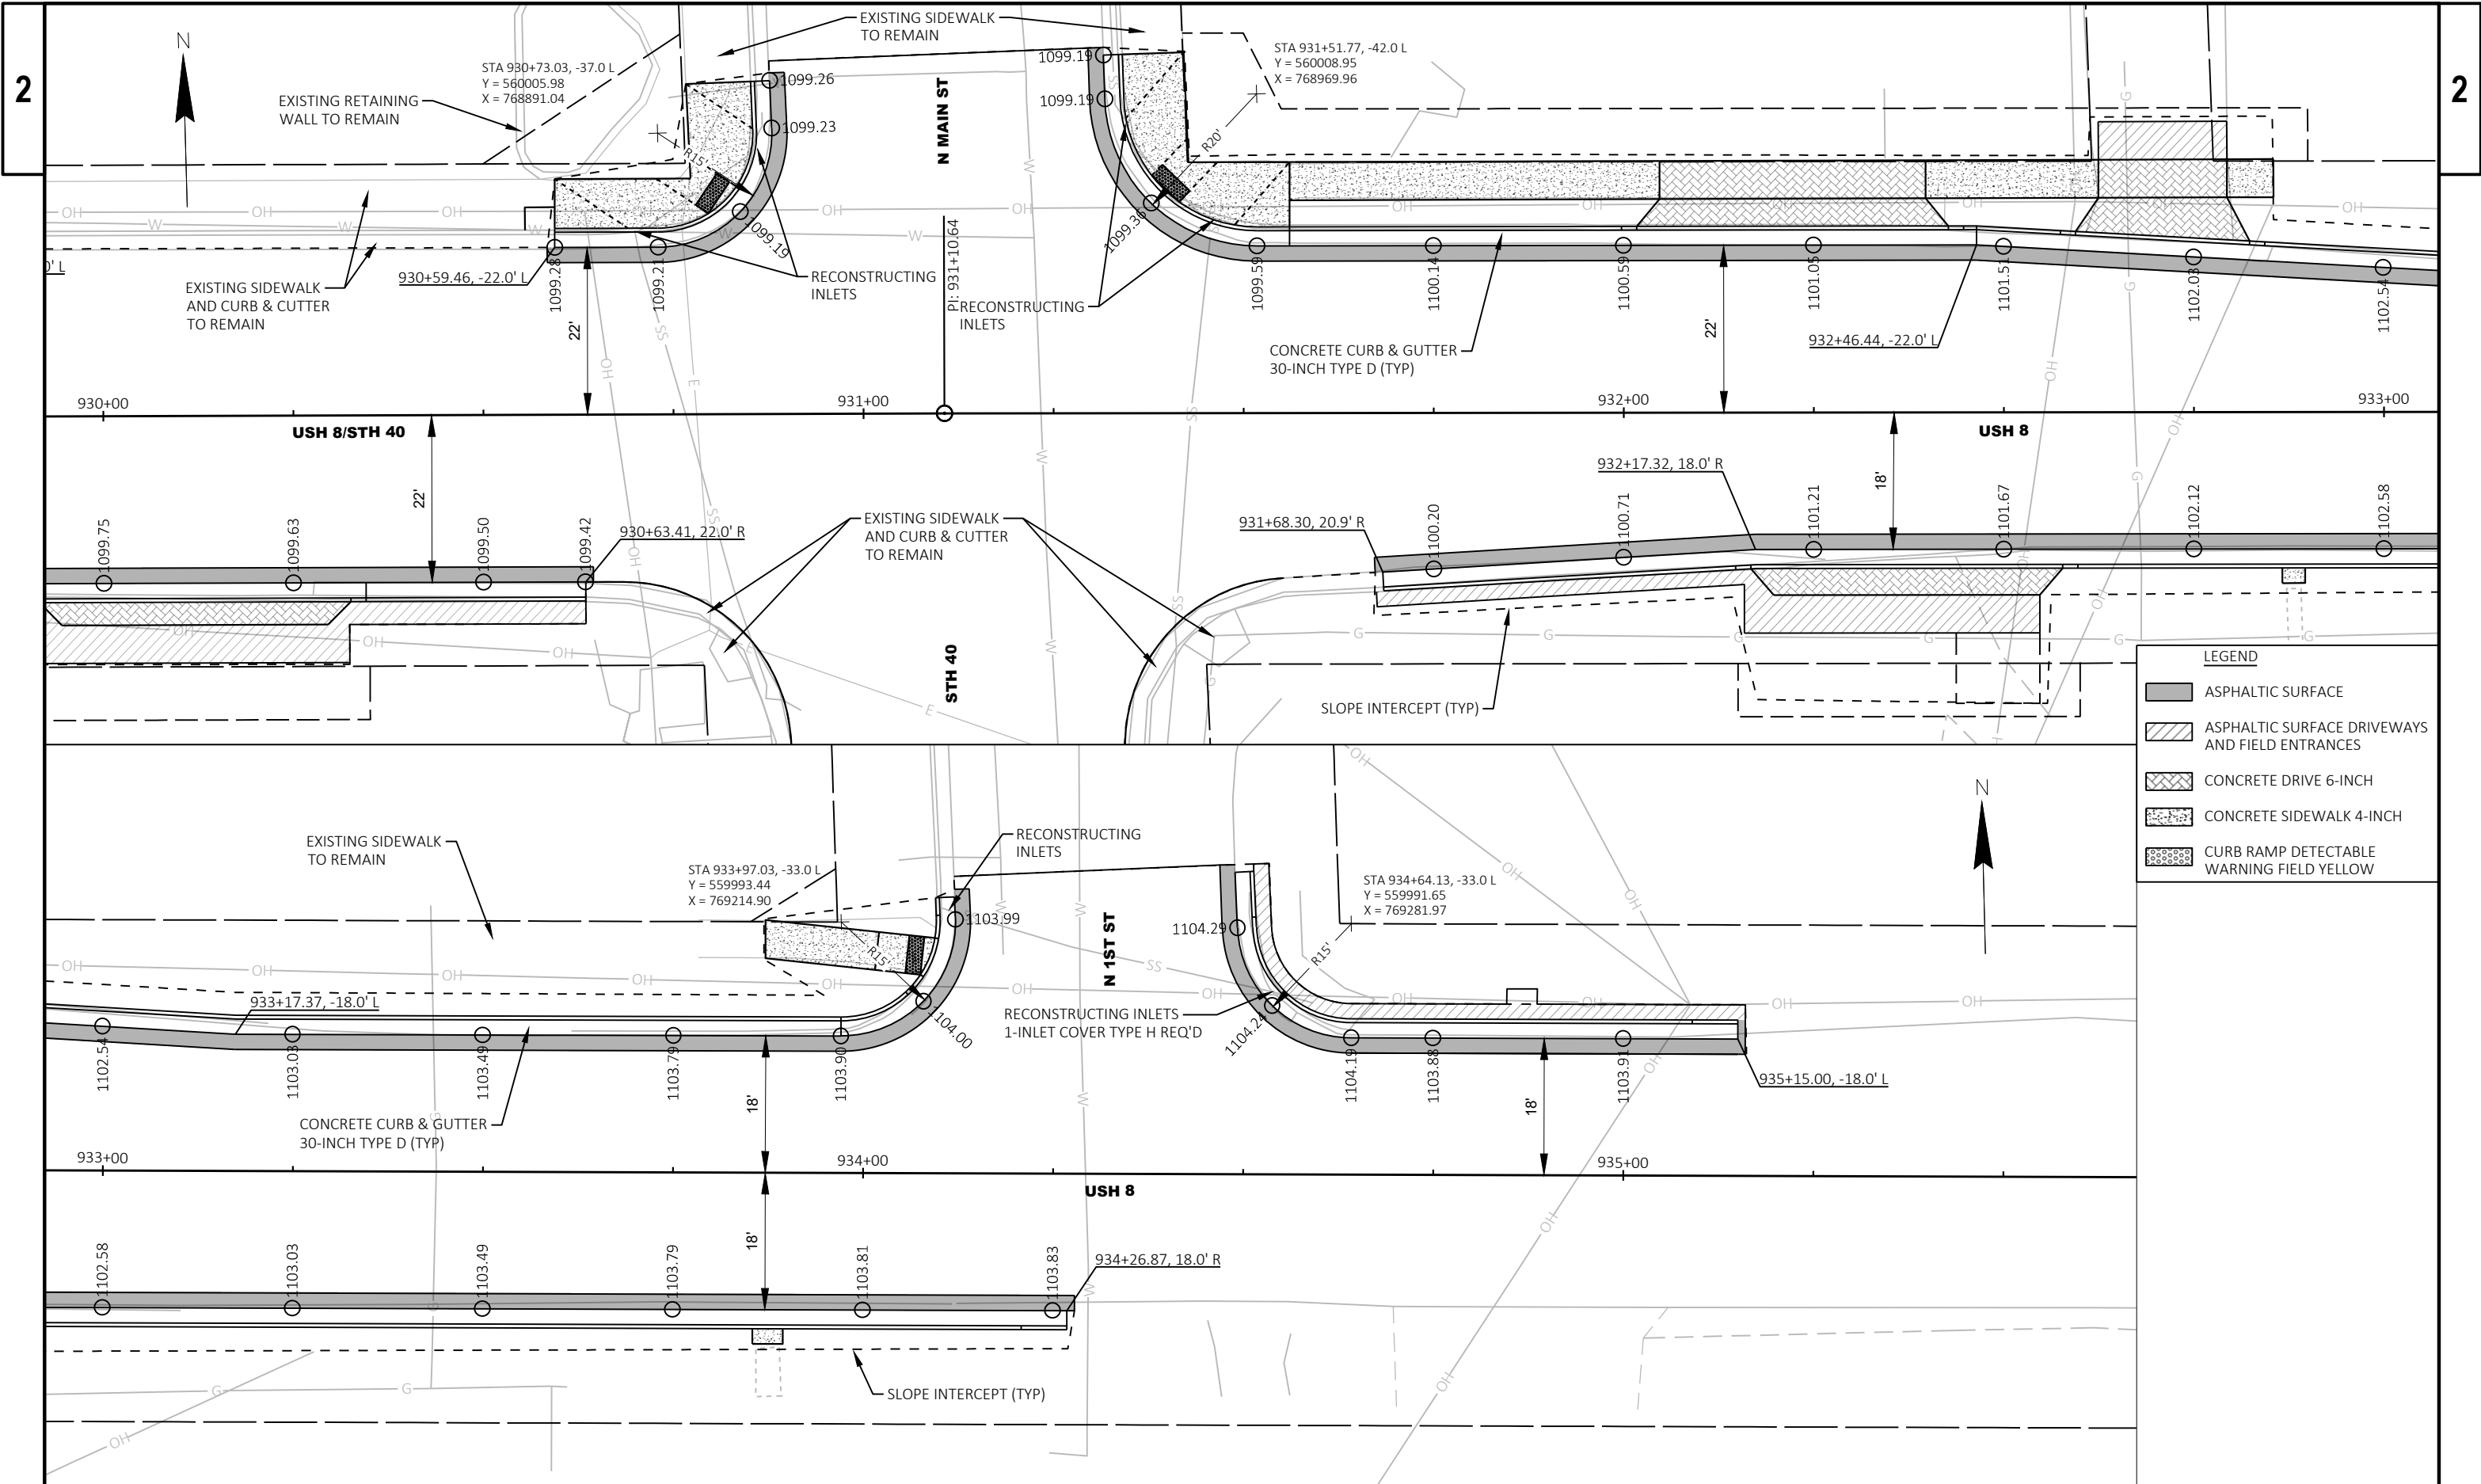 2
2
N
EXISTING SIDEWALK
TO REMAIN
STA 930+73.03, -37.0 L
Y = 560005.98
X = 768891.04
EXISTING RETAINING
WALL TO REMAIN
1099.26
1099.23
R15'
1099.19
1099.19
1099.19
N MAIN ST
STA 931+51.77, -42.0 L
Y = 560008.95
X = 768969.96
R20'
1099.36
0' L
EXISTING SIDEWALK
AND CURB & CUTTER
TO REMAIN
930+59.46, -22.0' L
1099.28
1099.21
RECONSTRUCTING
INLETS
PI: 931+10.64
RECONSTRUCTING
INLETS
1099.59
1100.14
1100.59
1101.05
1101.51
1102.03
1102.54
22'
22'
CONCRETE CURB & GUTTER
30-INCH TYPE D (TYP)
932+46.44, -22.0' L
930+00
931+00
932+00
933+00
USH 8/STH 40
USH 8
22'
18'
1099.75
1099.63
1099.50
1099.42
930+63.41, 22.0' R
EXISTING SIDEWALK
AND CURB & CUTTER
TO REMAIN
931+68.30, 20.9' R
932+17.32, 18.0' R
1100.20
1100.71
1101.21
1101.67
1102.12
1102.58
STH 40
SLOPE INTERCEPT (TYP)
LEGEND
ASPHALTIC SURFACE
ASPHALTIC SURFACE DRIVEWAYS
AND FIELD ENTRANCES
CONCRETE DRIVE 6-INCH
CONCRETE SIDEWALK 4-INCH
CURB RAMP DETECTABLE
WARNING FIELD YELLOW
EXISTING SIDEWALK
TO REMAIN
STA 933+97.03, -33.0 L
Y = 559993.44
X = 769214.90
RECONSTRUCTING
INLETS
1103.99
R15'
1104.00
N 1ST ST
1104.29
STA 934+64.13, -33.0 L
Y = 559991.65
X = 769281.97
R15'
N
933+17.37, -18.0' L
RECONSTRUCTING INLETS
1-INLET COVER TYPE H REQ'D
1104.24
1102.54
1103.03
1103.49
1103.79
1103.90
1104.19
1103.88
1103.91
935+15.00, -18.0' L
CONCRETE CURB & GUTTER
30-INCH TYPE D (TYP)
18'
18'
933+00
934+00
935+00
USH 8
18'
1102.58
1103.03
1103.49
1103.79
1103.81
1103.83
934+26.87, 18.0' R
SLOPE INTERCEPT (TYP)